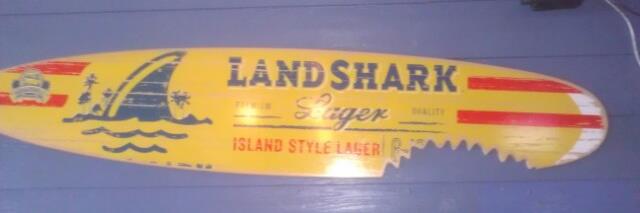 LANDSHARK
PREMIUM Lager QUALITY
ISLAND STYLE LAGER